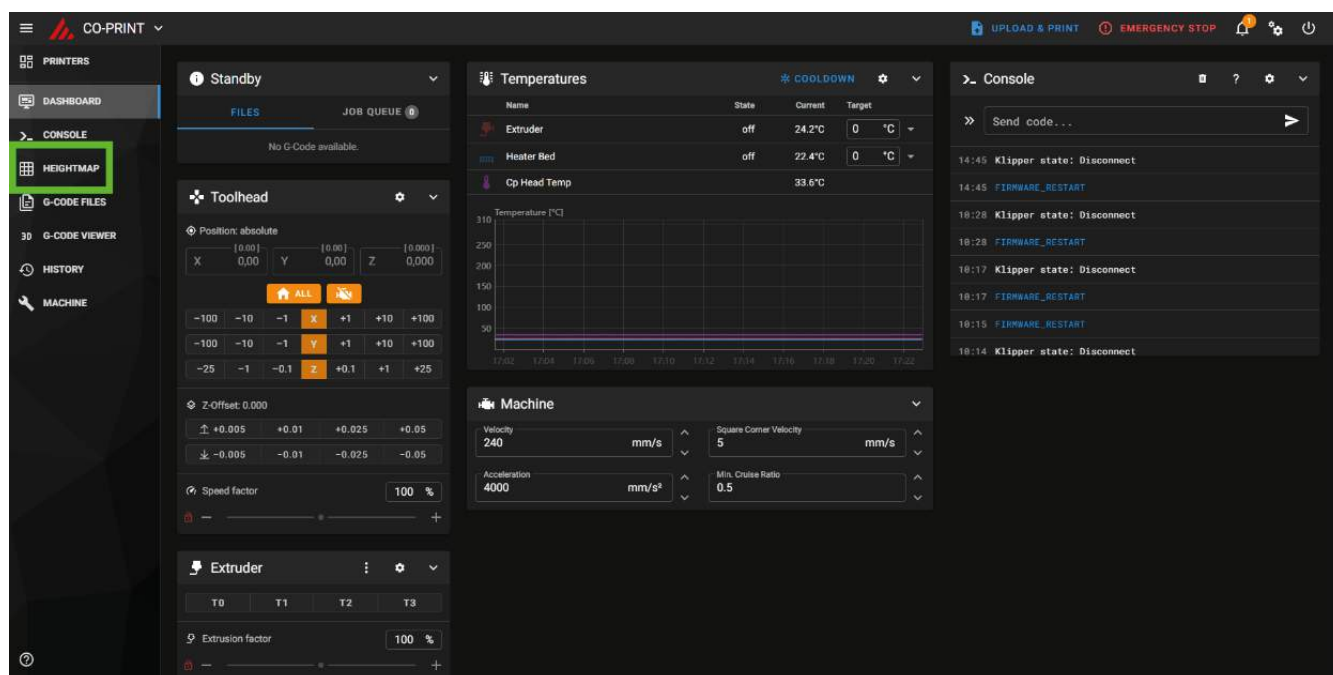 CO-PRINT
UPLOAD & PRINT
EMERGENCY STOP
1
PRINTERS
DASHBOARD
CONSOLE
HEIGHTMAP
G-CODE FILES
3D G-CODE VIEWER
HISTORY
MACHINE
Standby
FILES JOB QUEUE 0
No G-Code available.
Toolhead
Position: absolute
[0.00] [0.00] [0.000]
X 0,00 Y 0,00 Z 0,000
ALL
-100 -10 -1 X +1 +10 +100
-100 -10 -1 Y +1 +10 +100
-25 -1 -0.1 Z +0.1 +1 +25
Z-Offset: 0.000
+0.005 +0.01 +0.025 +0.05
-0.005 -0.01 -0.025 -0.05
Speed factor 100 %
Extruder
T0 T1 T2 T3
Extrusion factor 100 %
Temperatures
COOLDOWN
Name State Current Target
Extruder off 24.2°C 0 °C
Heater Bed off 22.4°C 0 °C
Cp Head Temp 33.6°C
Temperature [°C]
310
250
200
150
100
50
17:02 17:04 17:06 17:08 17:10 17:12 17:14 17:16 17:18 17:20 17:22
Machine
Velocity
240 mm/s
Square Corner Velocity
5 mm/s
Acceleration
4000 mm/s²
Min. Cruise Ratio
0.5
>_ Console
?
Send code...
14:45 Klipper state: Disconnect
14:45 FIRMWARE_RESTART
10:28 Klipper state: Disconnect
10:28 FIRMWARE_RESTART
10:17 Klipper state: Disconnect
10:17 FIRMWARE_RESTART
10:15 FIRMWARE_RESTART
10:14 Klipper state: Disconnect